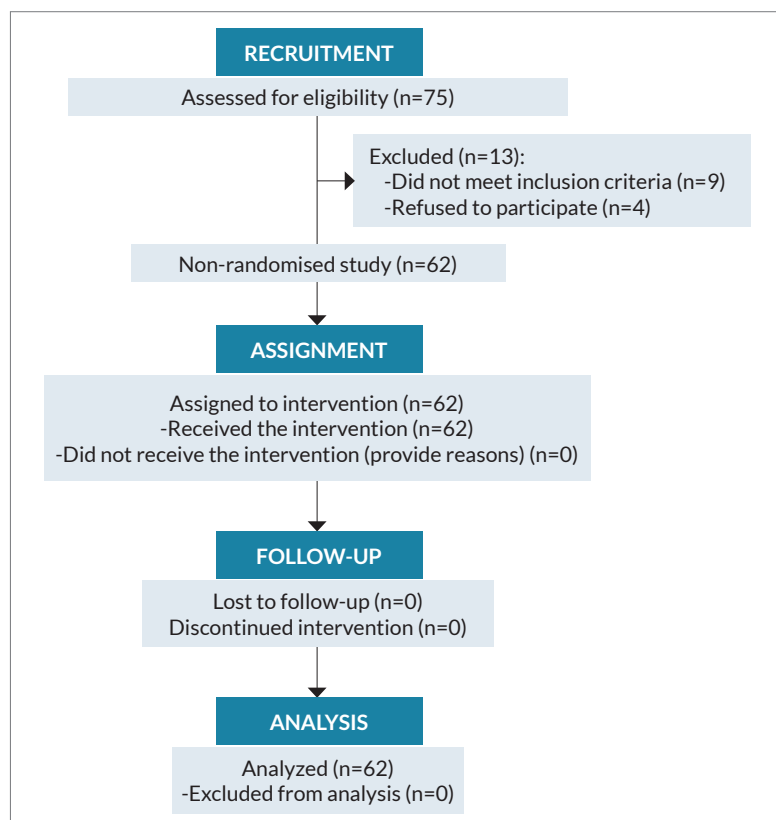 RECRUITMENT
Assessed for eligibility (n=75)
Excluded (n=13):
-Did not meet inclusion criteria (n=9)
-Refused to participate (n=4)
Non-randomised study (n=62)
ASSIGNMENT
Assigned to intervention (n=62)
-Received the intervention (n=62)
-Did not receive the intervention (provide reasons) (n=0)
FOLLOW-UP
Lost to follow-up (n=0)
Discontinued intervention (n=0)
ANALYSIS
Analyzed (n=62)
-Excluded from analysis (n=0)